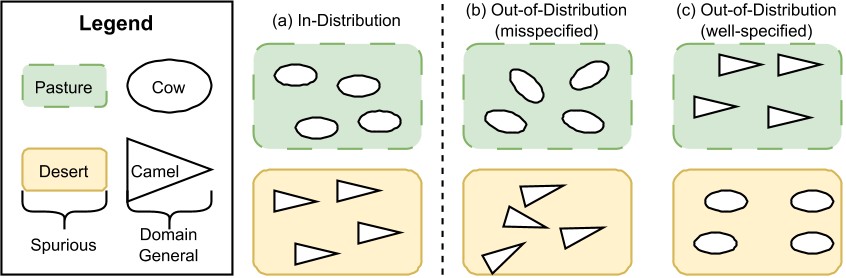 Legend
Pasture
Cow
Desert
Camel
Spurious
Domain
General
(a) In-Distribution
(b) Out-of-Distribution
(misspecified)
(c) Out-of-Distribution
(well-specified)